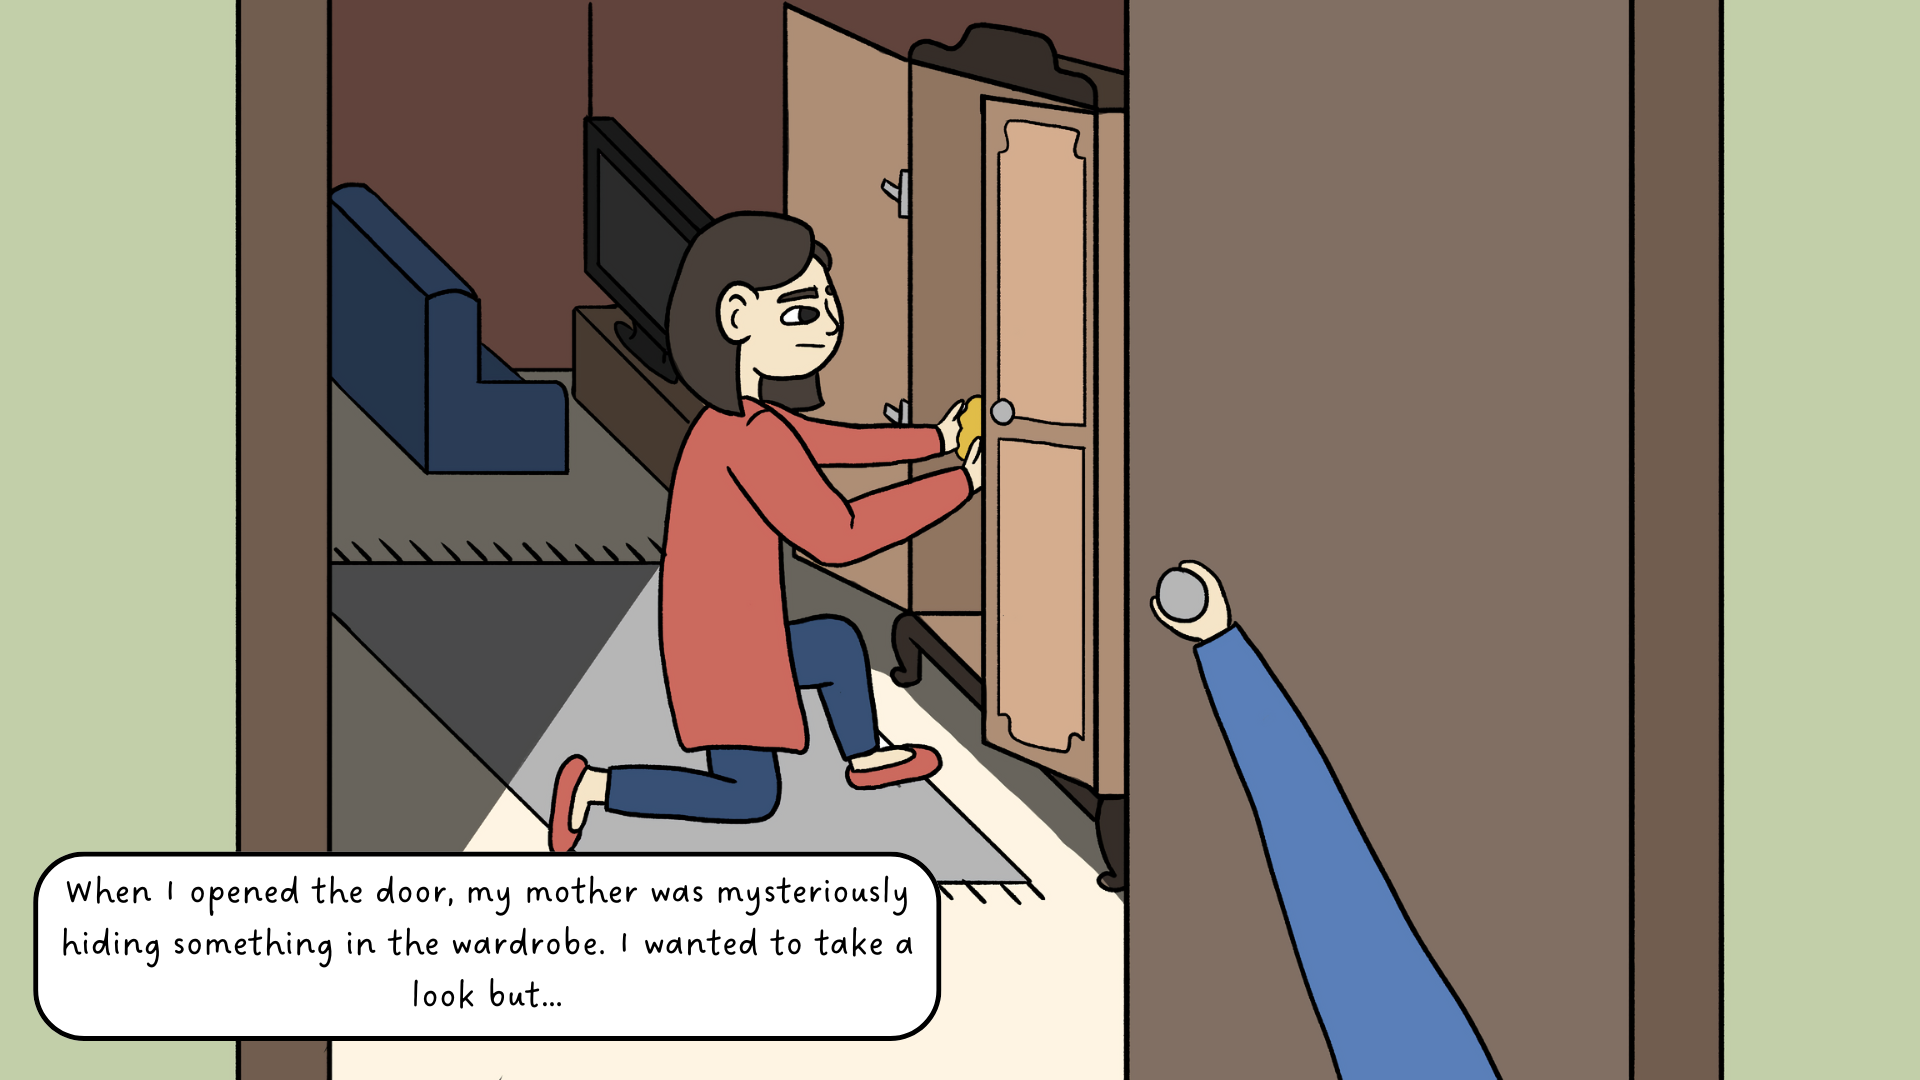 When I opened the door, my mother was mysteriously
hiding something in the wardrobe. I wanted to take a
look but...